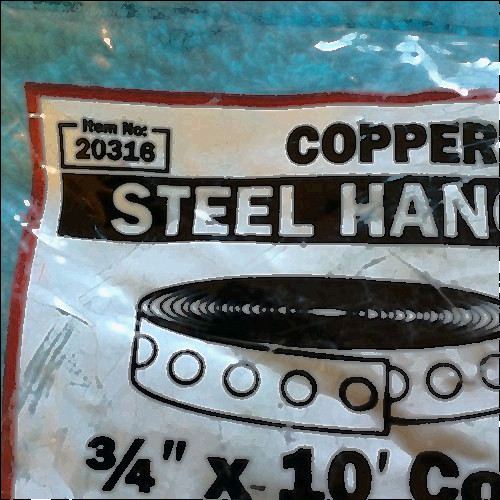 Item No:
20316
COPPER
STEEL HAN
3/4" x 10' Co